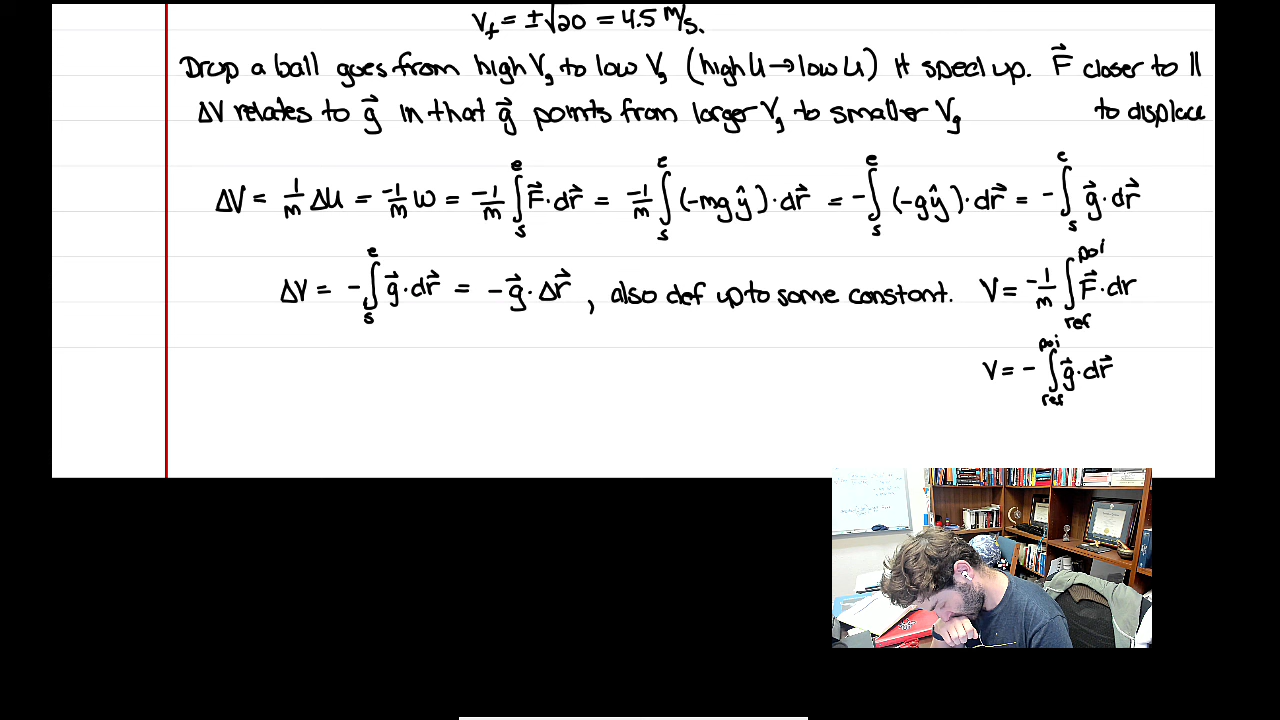 V_f = ±√20 = 4.5 m/s.
Drop a ball goes from high V_g to low V_g (high U → low U) it speed up. F⃗ closer to ||
ΔV relates to g⃗ in that g⃗ points from larger V_g to smaller V_g to displace
ΔV = 1/m ΔU = -1/m W = -1/m ∫_s^e F⃗·dr⃗ = -1/m ∫_s^e (-mgŷ)·dr⃗ = -∫_s^e (-gŷ)·dr⃗ = -∫_s^e g⃗·dr⃗
ΔV = -∫_s^e g⃗·dr⃗ = -g⃗·Δr⃗ , also def up to some constant. V = -1/m ∫_ref^poi F⃗·dr
V = -∫_ref^poi g⃗·dr⃗